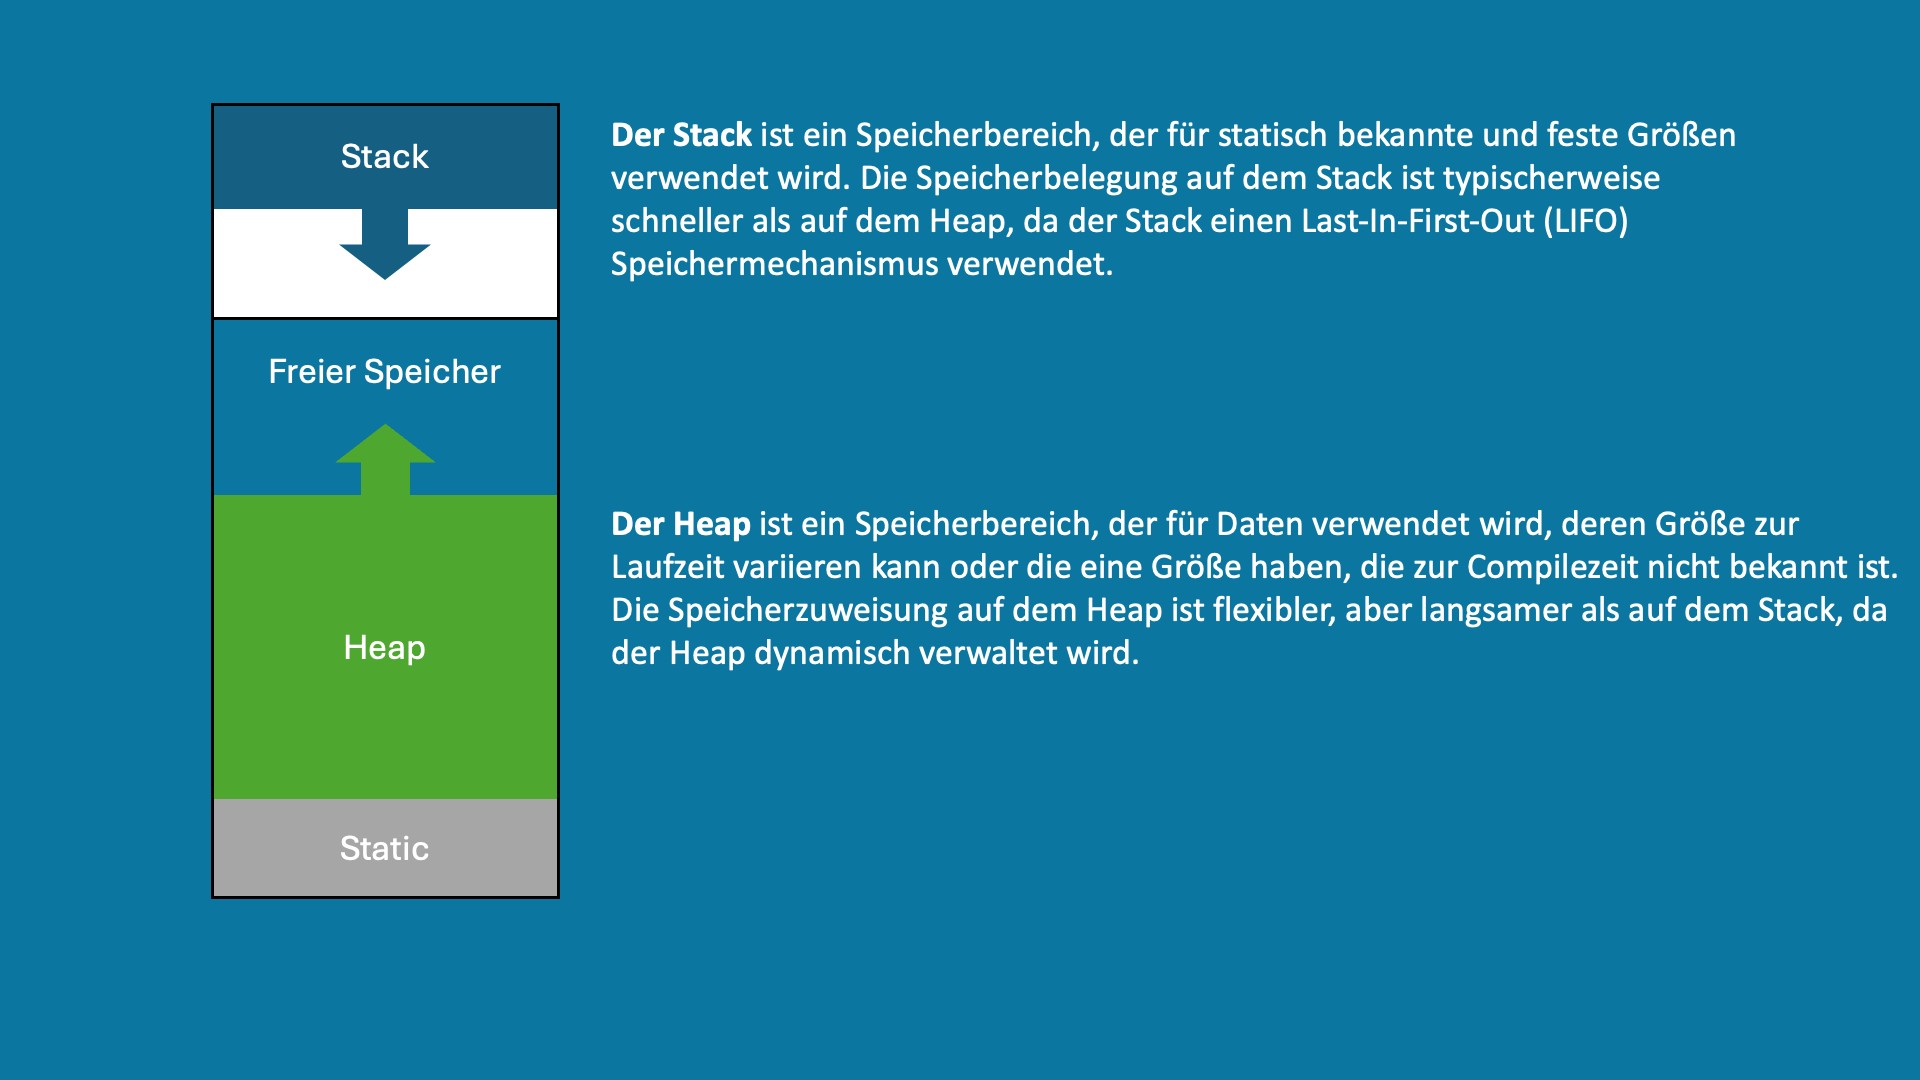 Stack
Der Stack ist ein Speicherbereich, der für statisch bekannte und feste Größen
verwendet wird. Die Speicherbelegung auf dem Stack ist typischerweise
schneller als auf dem Heap, da der Stack einen Last-In-First-Out (LIFO)
Speichermechanismus verwendet.
Freier Speicher
Heap
Der Heap ist ein Speicherbereich, der für Daten verwendet wird, deren Größe zur
Laufzeit variieren kann oder die eine Größe haben, die zur Compilezeit nicht bekannt ist.
Die Speicherzuweisung auf dem Heap ist flexibler, aber langsamer als auf dem Stack, da
der Heap dynamisch verwaltet wird.
Static